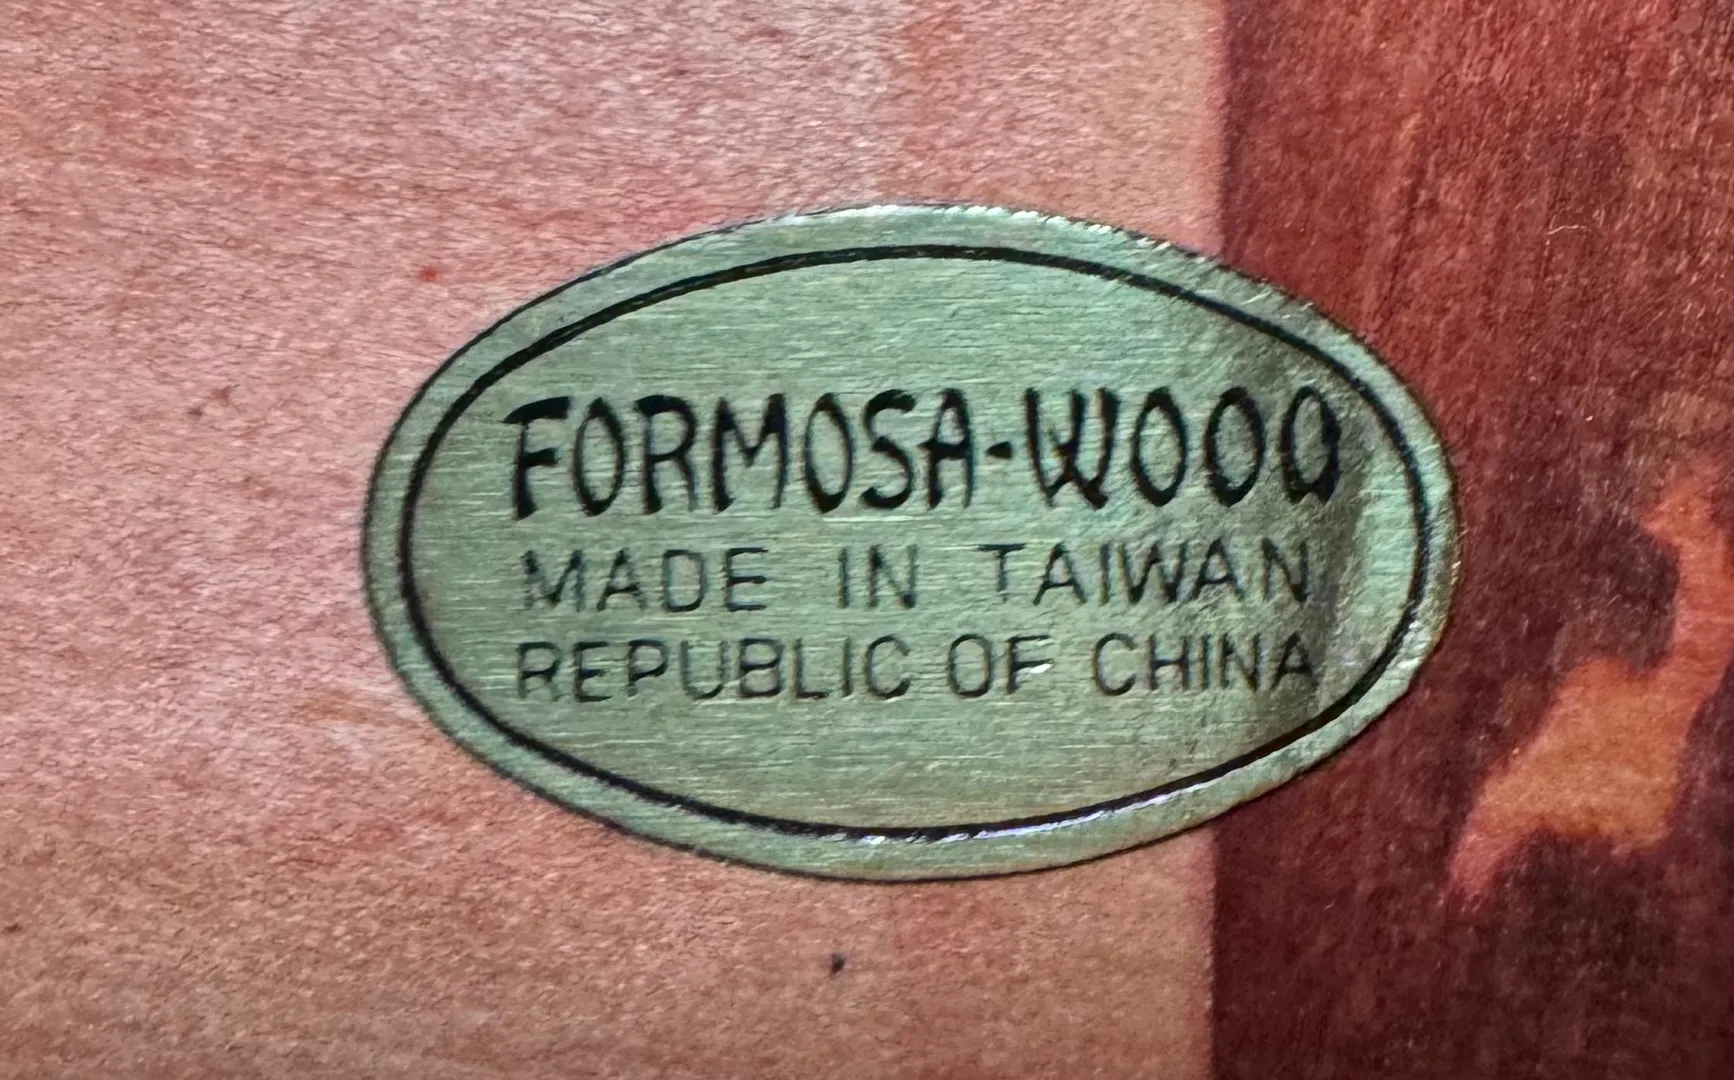 FORMOSA-WOOD
MADE IN TAIWAN
REPUBLIC OF CHINA